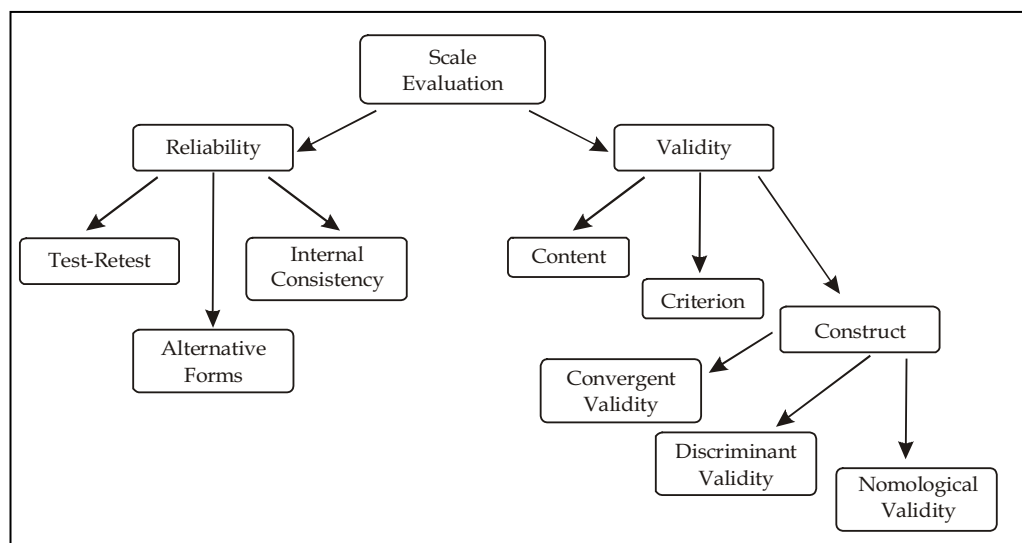 Scale
Evaluation
Reliability
Validity
Test-Retest
Internal
Consistency
Alternative
Forms
Content
Criterion
Construct
Convergent
Validity
Discriminant
Validity
Nomological
Validity